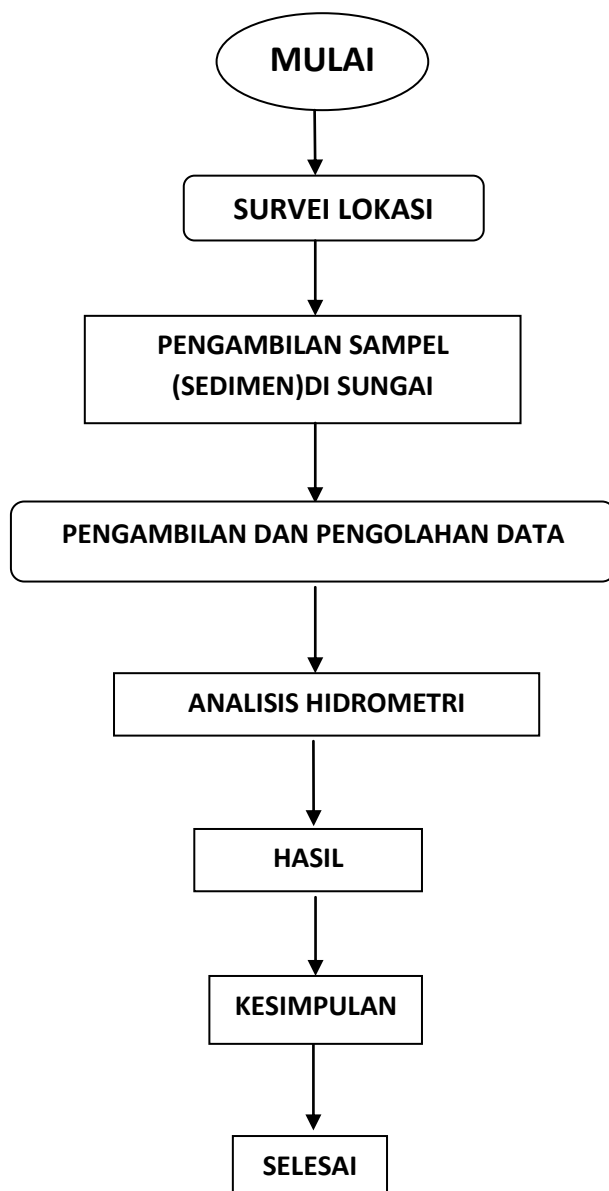 MULAI
SURVEI LOKASI
PENGAMBILAN SAMPEL
(SEDIMEN)DI SUNGAI
PENGAMBILAN DAN PENGOLAHAN DATA
ANALISIS HIDROMETRI
HASIL
KESIMPULAN
SELESAI